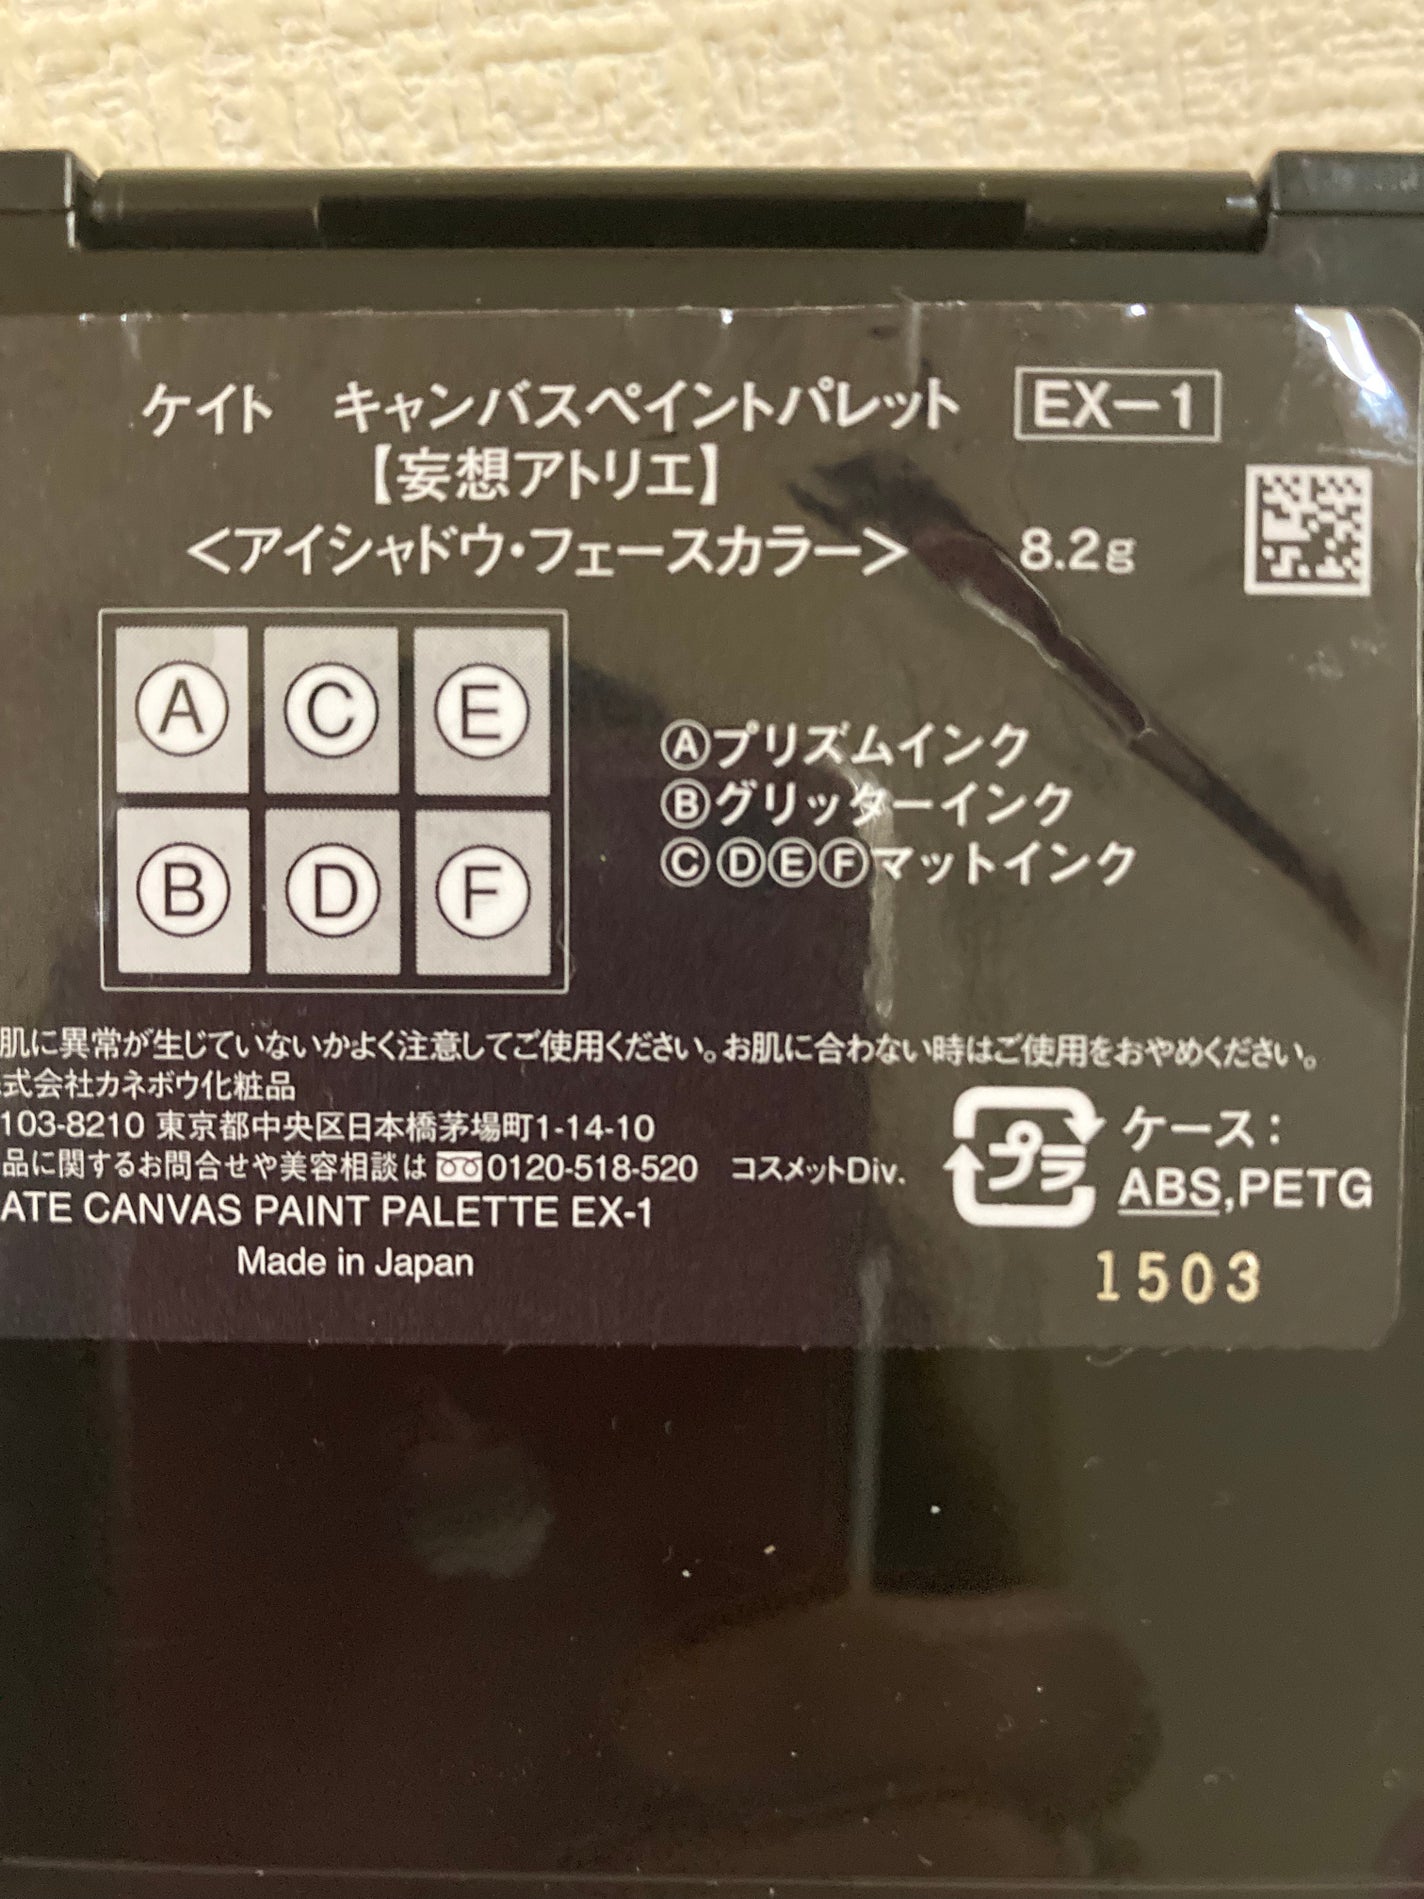 ケイト キャンバスペイントパレット EX-1
【妄想アトリエ】
<アイシャドウ・フェースカラー> 8.2g
A C E
B D F
Ⓐプリズムインク
Ⓑグリッターインク
ⒸⒹⒺⒻマットインク
肌に異常が生じていないかよく注意してご使用ください。お肌に合わない時はご使用をおやめください。
式会社カネボウ化粧品
103-8210 東京都中央区日本橋茅場町1-14-10
品に関するお問合せや美容相談は 0120-518-520 コスメットDiv.
ATE CANVAS PAINT PALETTE EX-1
Made in Japan
プラ ケース:
ABS,PETG
1503